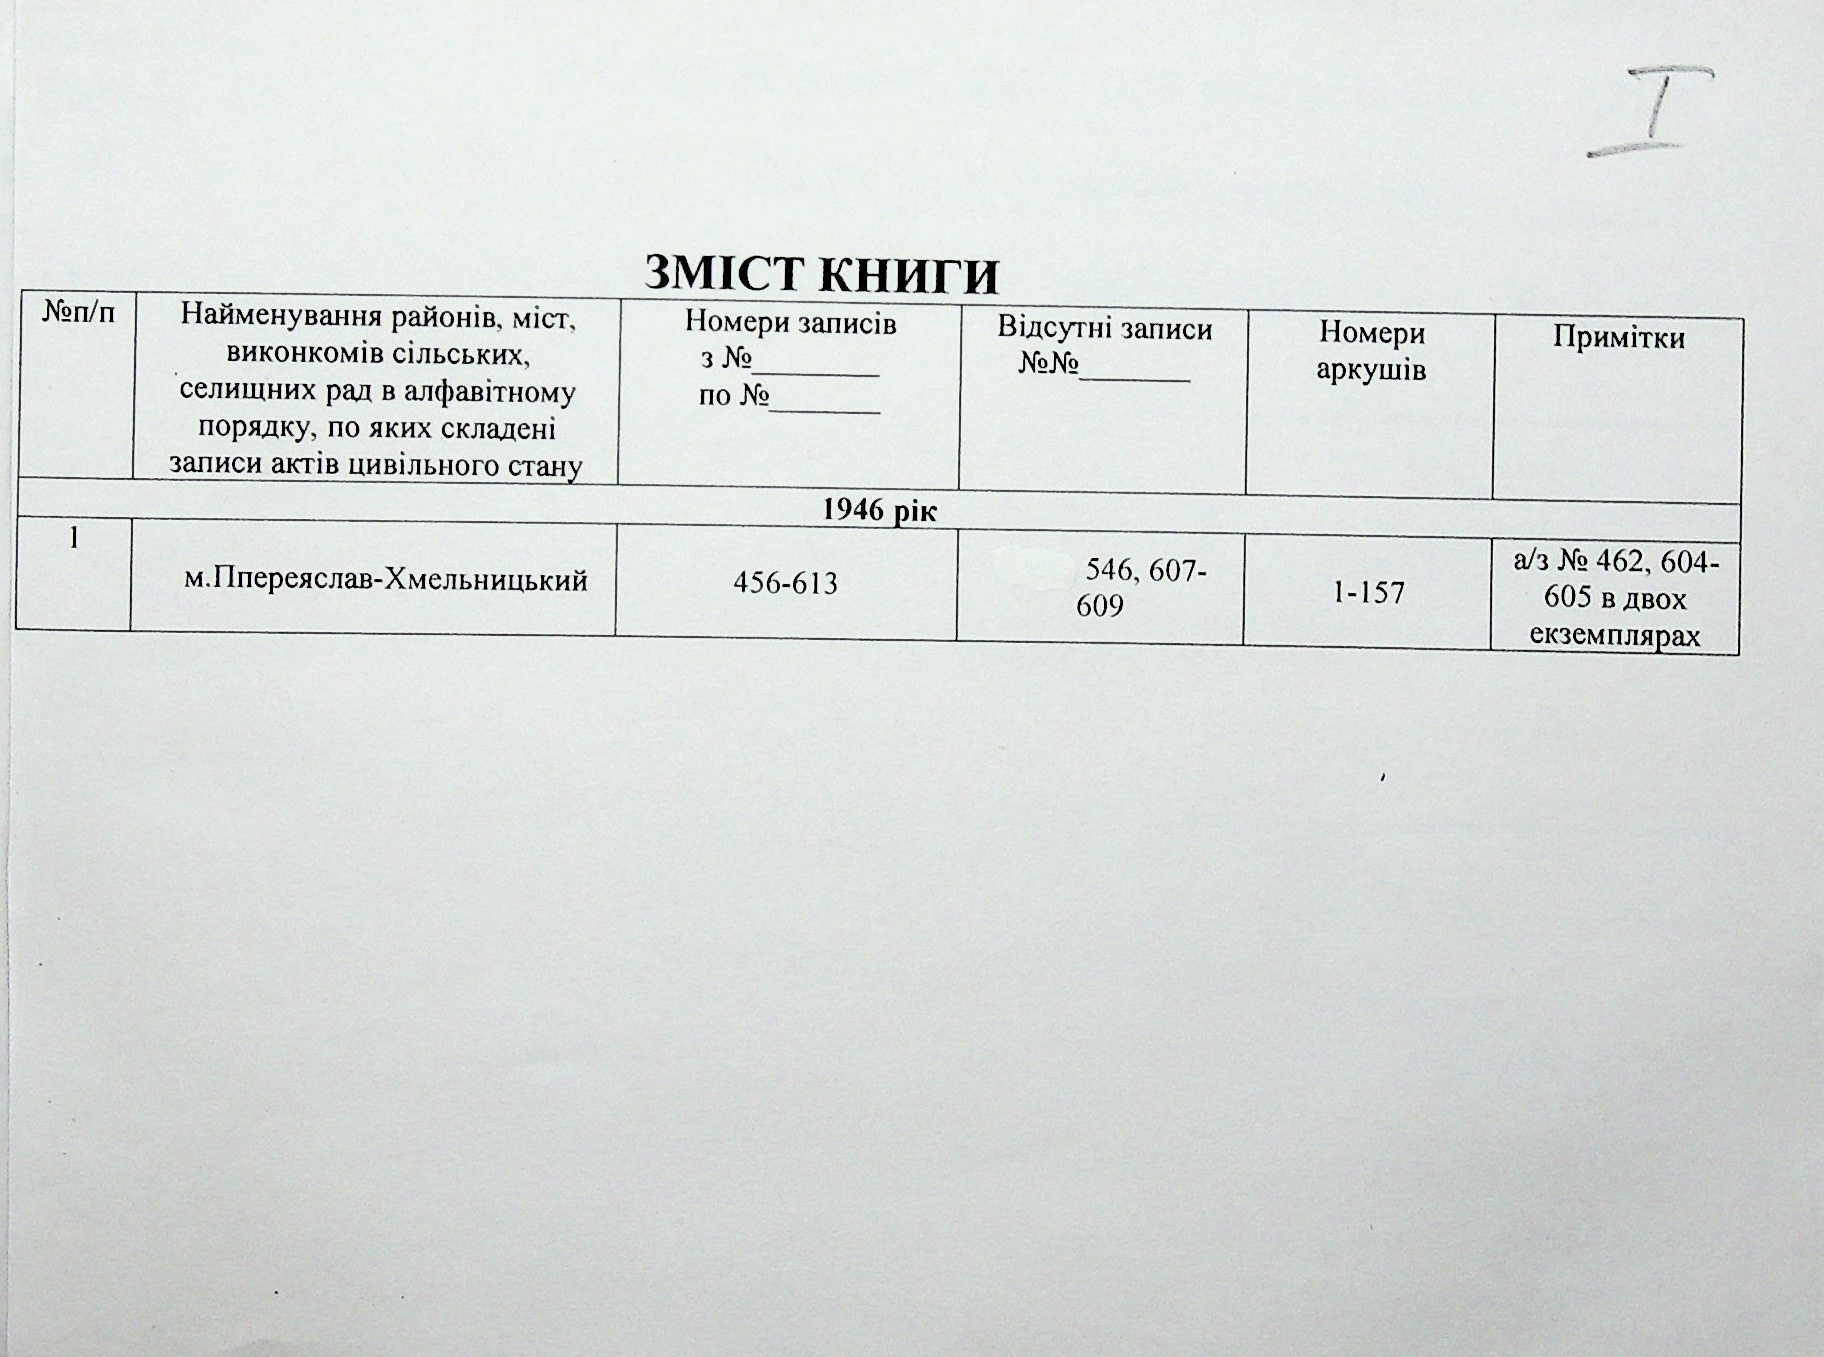 I
ЗМІСТ КНИГИ
№п/п
Найменування районів, міст,
виконкомів сільських,
селищних рад в алфавітному
порядку, по яких складені
записи актів цивільного стану
Номери записів
з №________
по №_______
Відсутні записи
№№_______
Номери
аркушів
Примітки
1946 рік
1
м.Ппереяслав-Хмельницький
456-613
546, 607-
609
1-157
а/з № 462, 604-
605 в двох
екземплярах